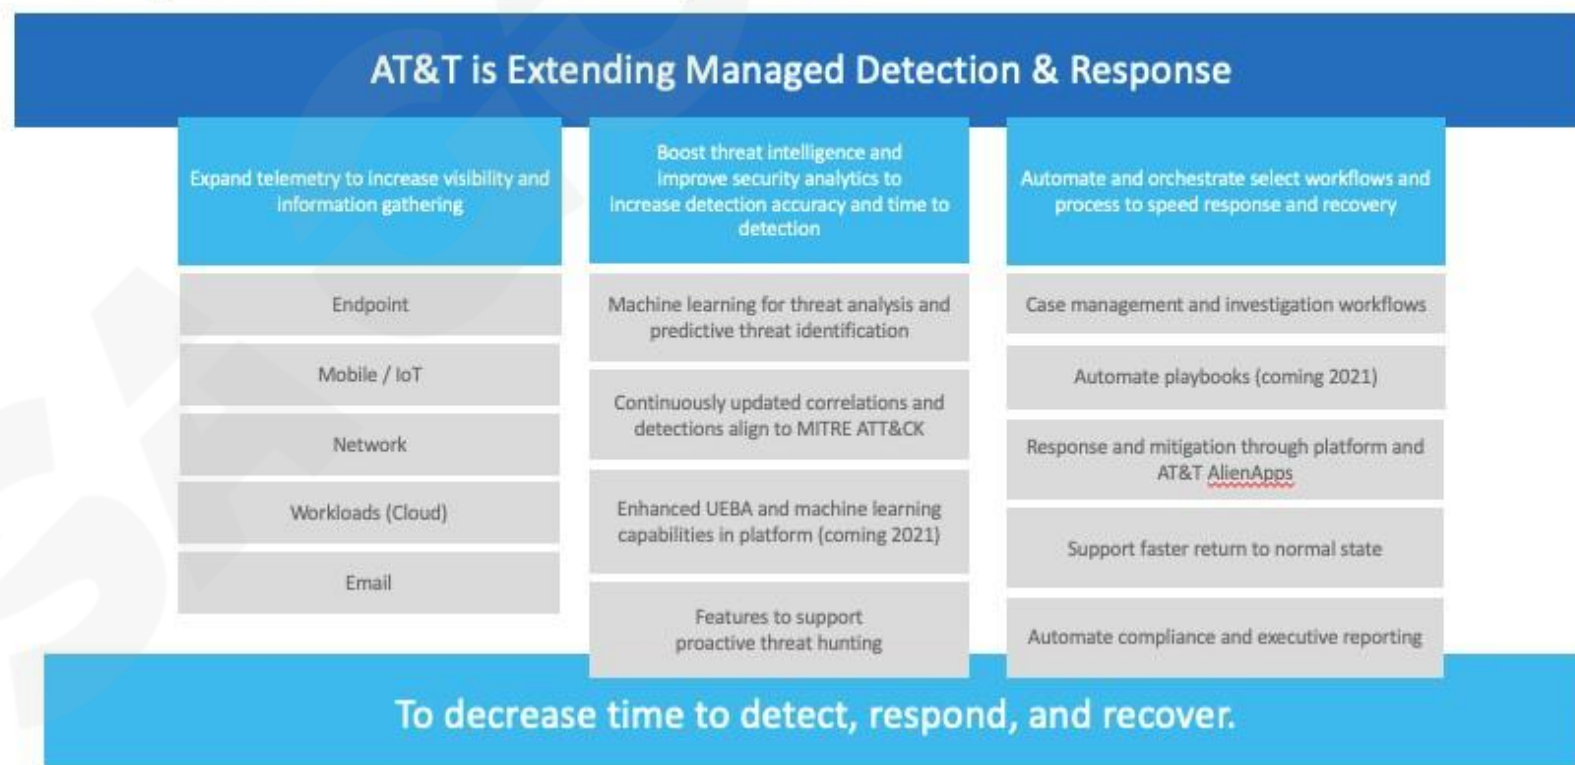 AT&T is Extending Managed Detection & Response
Expand telemetry to increase visibility and
information gathering
Endpoint
Mobile / IoT
Network
Workloads (Cloud)
Email
Boost threat intelligence and
improve security analytics to
increase detection accuracy and time to
detection
Machine learning for threat analysis and
predictive threat identification
Continuously updated correlations and
detections align to MITRE ATT&CK
Enhanced UEBA and machine learning
capabilities in platform (coming 2021)
Features to support
proactive threat hunting
Automate and orchestrate select workflows and
process to speed response and recovery
Case management and investigation workflows
Automate playbooks (coming 2021)
Response and mitigation through platform and
AT&T AlienApps
Support faster return to normal state
Automate compliance and executive reporting
To decrease time to detect, respond, and recover.